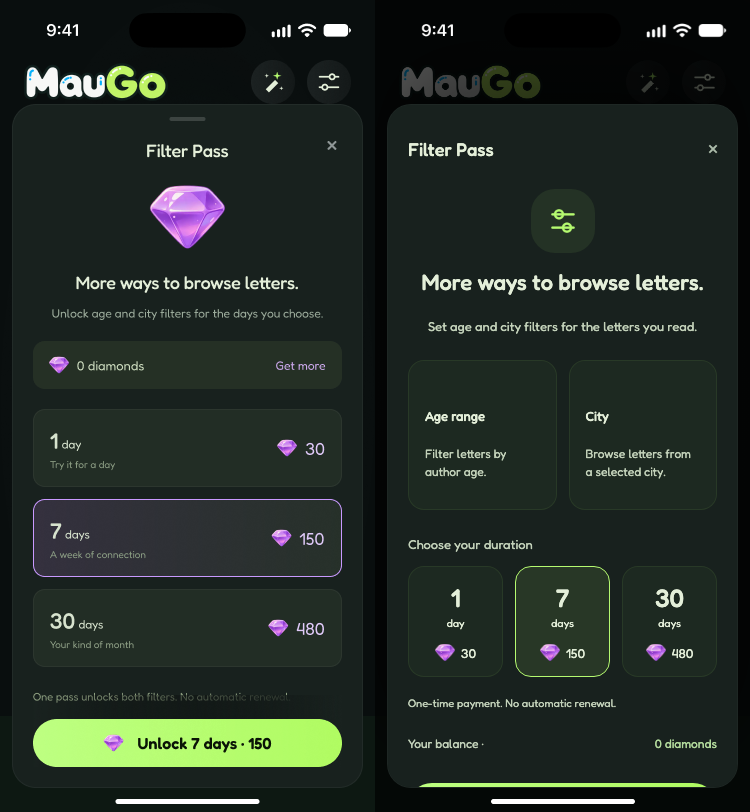 9:41
MauGo
Filter Pass
×
More ways to browse letters.
Unlock age and city filters for the days you choose.
0 diamonds
Get more
1 day
Try it for a day
30
7 days
A week of connection
150
30 days
Your kind of month
480
One pass unlocks both filters. No automatic renewal.
Unlock 7 days · 150
9:41
MauGo
Filter Pass
×
More ways to browse letters.
Set age and city filters for the letters you read.
Age range
Filter letters by
author age.
City
Browse letters from
a selected city.
Choose your duration
1
day
30
7
days
150
30
days
480
One-time payment. No automatic renewal.
Your balance ·
0 diamonds